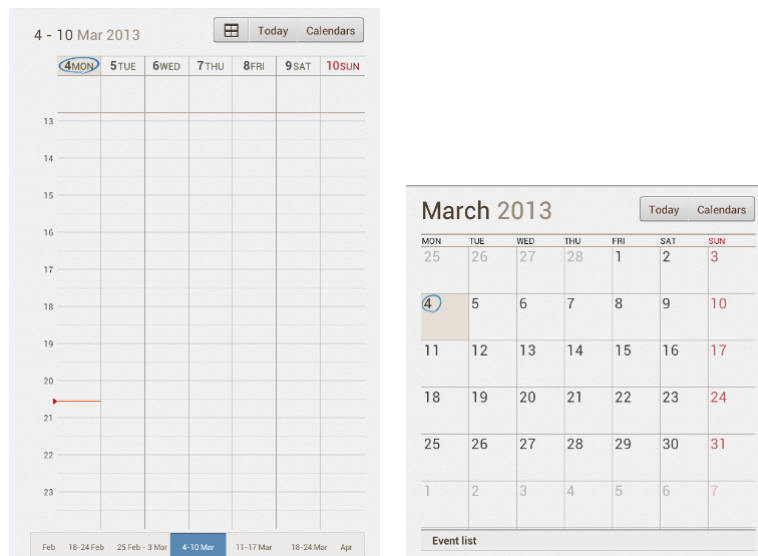 4 - 10 Mar 2013 Today Calendars
4MON 5TUE 6WED 7THU 8FRI 9SAT 10SUN
13
14
15
16
17
18
19
20
21
22
23
Feb 18-24 Feb 25 Feb - 3 Mar 4-10 Mar 11-17 Mar 18-24 Mar Apr
March 2013 Today Calendars
MON TUE WED THU FRI SAT SUN
25 26 27 28 1 2 3
4 5 6 7 8 9 10
11 12 13 14 15 16 17
18 19 20 21 22 23 24
25 26 27 28 29 30 31
1 2 3 4 5 6 7
Event list